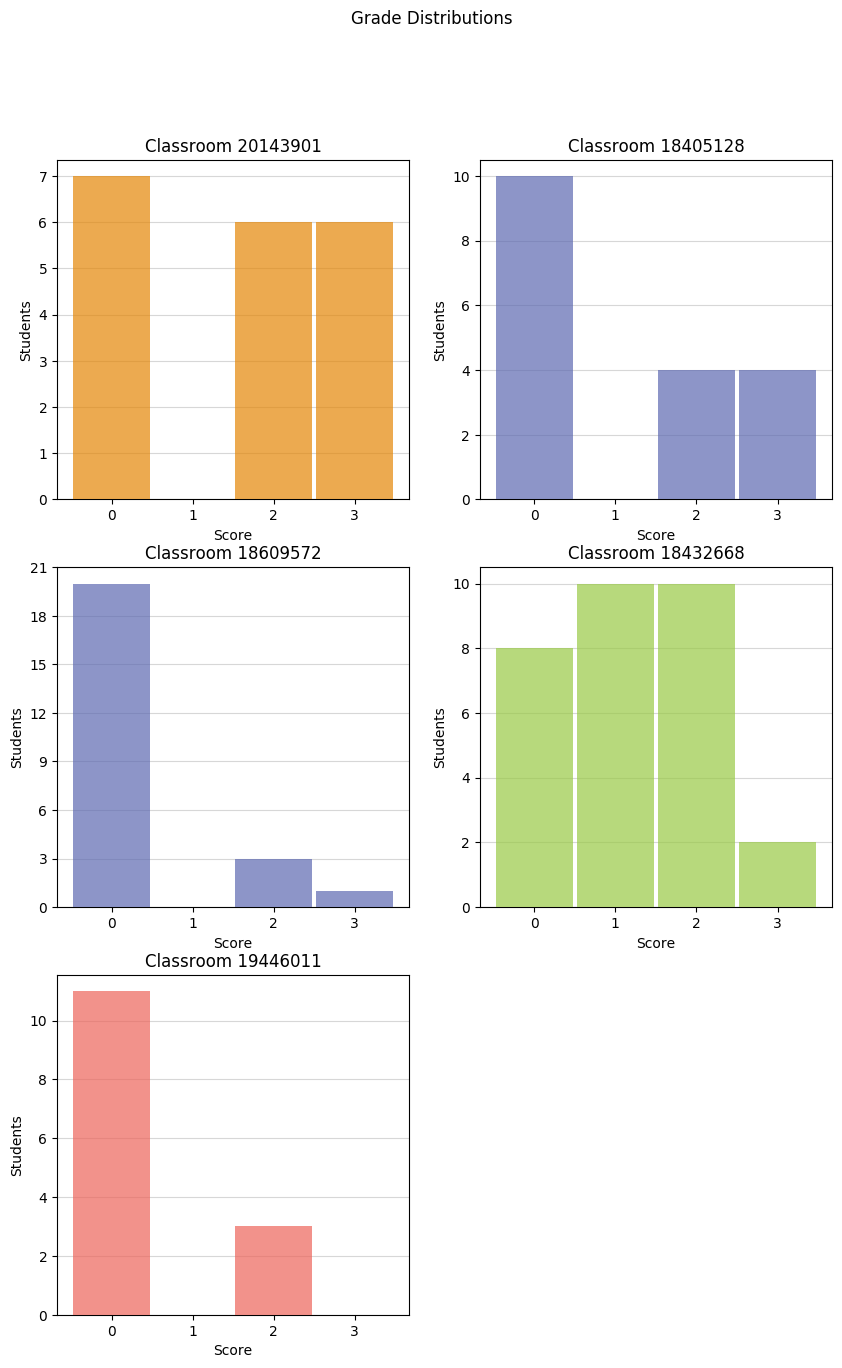 Grade Distributions
Classroom 20143901
7
6
5
4
3
2
1
0
Students
0 1 2 3
Score
Classroom 18405128
10
8
6
4
2
0
Students
0 1 2 3
Score
Classroom 18609572
21
18
15
12
9
6
3
0
Students
0 1 2 3
Score
Classroom 18432668
10
8
6
4
2
0
Students
0 1 2 3
Score
Classroom 19446011
10
8
6
4
2
0
Students
0 1 2 3
Score